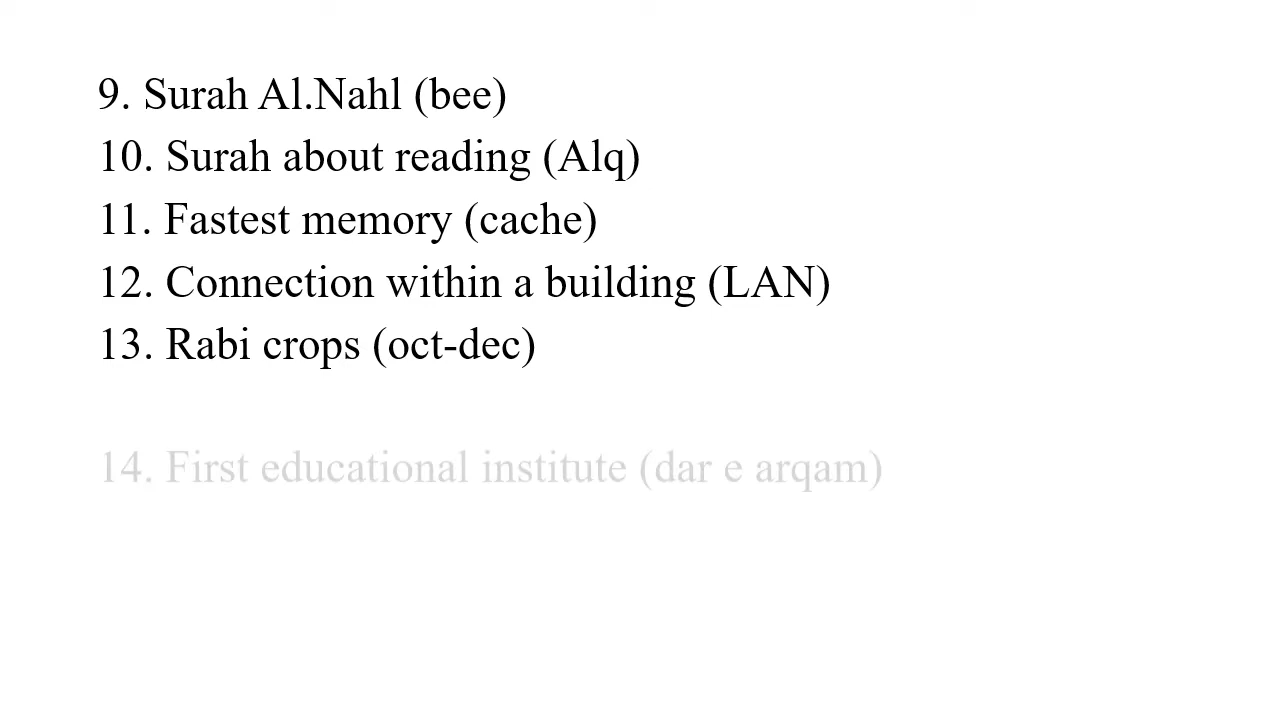 9. Surah Al.Nahl (bee)
10. Surah about reading (Alq)
11. Fastest memory (cache)
12. Connection within a building (LAN)
13. Rabi crops (oct-dec)
14. First educational institute (dar e arqam)